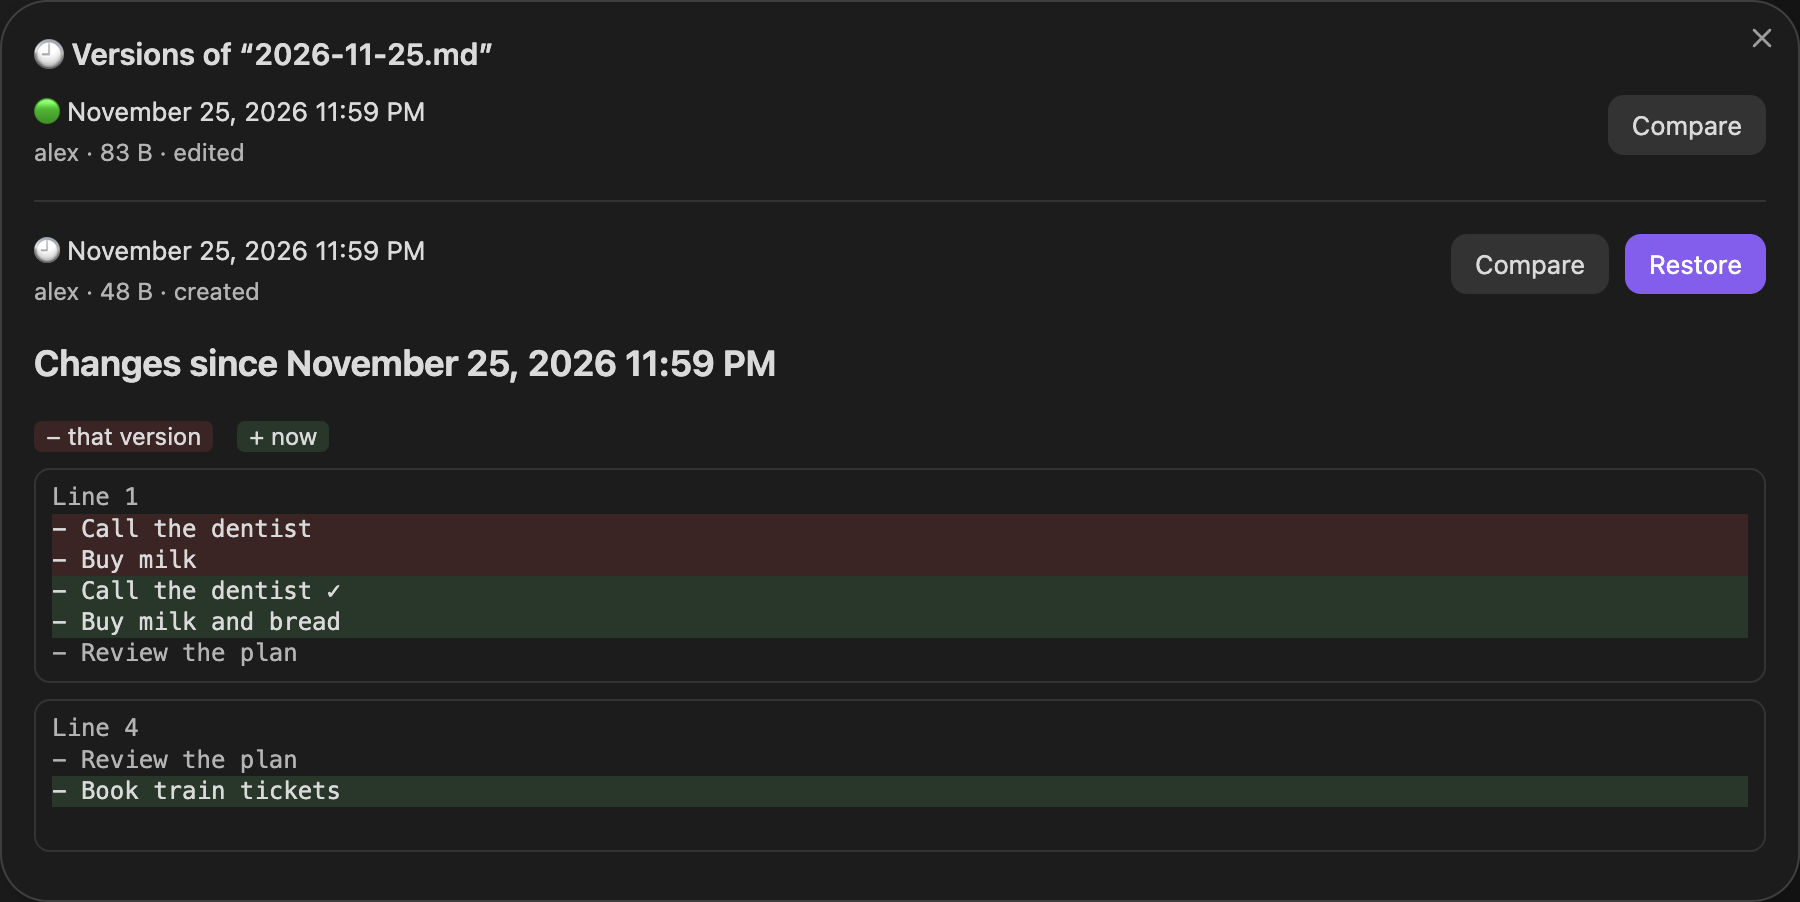 Versions of “2026-11-25.md”
November 25, 2026 11:59 PM
Compare
alex · 83 B · edited
November 25, 2026 11:59 PM
Compare
Restore
alex · 48 B · created
Changes since November 25, 2026 11:59 PM
– that version
+ now
Line 1
– Call the dentist
– Buy milk
– Call the dentist ✓
– Buy milk and bread
– Review the plan
Line 4
– Review the plan
– Book train tickets